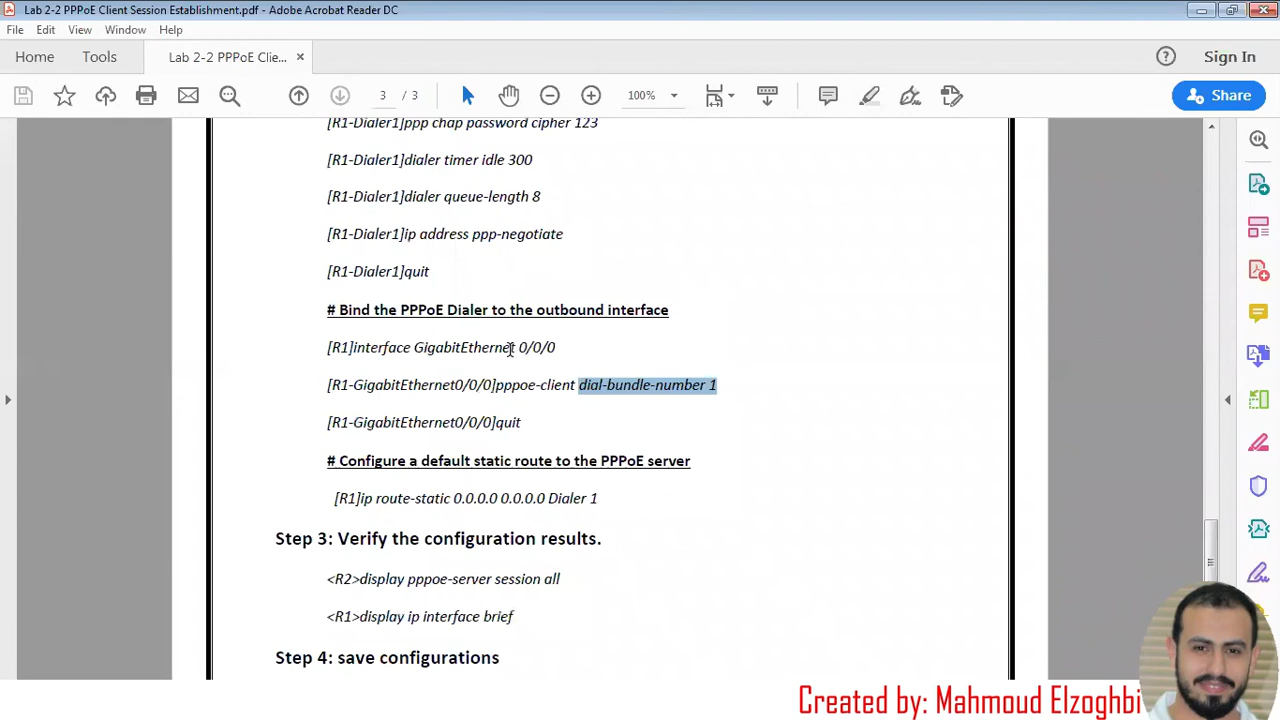 Lab 2-2 PPPoE Client Session Establishment.pdf - Adobe Acrobat Reader DC
File Edit View Window Help
Home Tools Lab 2-2 PPPoE Clie... Sign In
3 / 3 100% Share
[R1-Dialer1]ppp chap password cipher 123
[R1-Dialer1]dialer timer idle 300
[R1-Dialer1]dialer queue-length 8
[R1-Dialer1]ip address ppp-negotiate
[R1-Dialer1]quit
# Bind the PPPoE Dialer to the outbound interface
[R1]interface GigabitEthernet 0/0/0
[R1-GigabitEthernet0/0/0]pppoe-client dial-bundle-number 1
[R1-GigabitEthernet0/0/0]quit
# Configure a default static route to the PPPoE server
[R1]ip route-static 0.0.0.0 0.0.0.0 Dialer 1
Step 3: Verify the configuration results.
<R2>display pppoe-server session all
<R1>display ip interface brief
Step 4: save configurations
Created by: Mahmoud Elzoghbi